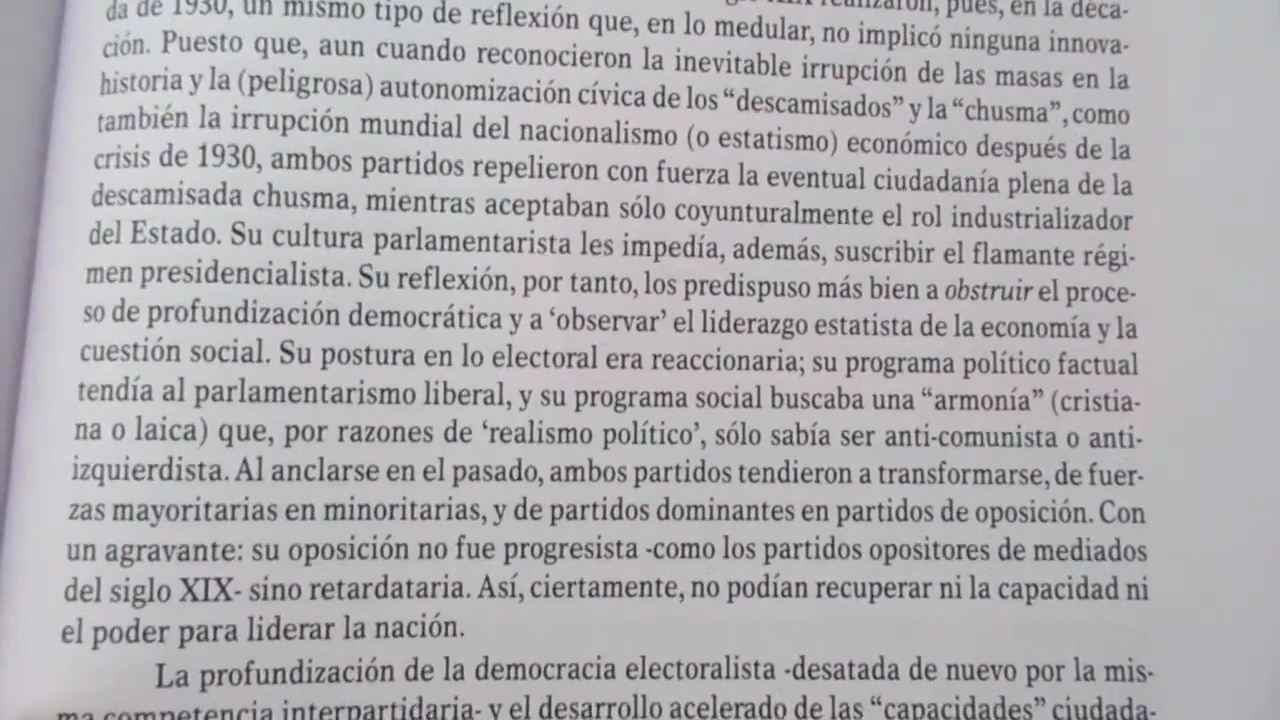 da de 1930, un mismo tipo de reflexión que, en lo medular, no implicó ninguna innova-
ción. Puesto que, aun cuando reconocieron la inevitable irrupción de las masas en la
historia y la (peligrosa) autonomización cívica de los “descamisados” y la “chusma”, como
también la irrupción mundial del nacionalismo (o estatismo) económico después de la
crisis de 1930, ambos partidos repelieron con fuerza la eventual ciudadanía plena de la
descamisada chusma, mientras aceptaban sólo coyunturalmente el rol industrializador
del Estado. Su cultura parlamentarista les impedía, además, suscribir el flamante régi-
men presidencialista. Su reflexión, por tanto, los predispuso más bien a obstruir el proce-
so de profundización democrática y a ‘observar’ el liderazgo estatista de la economía y la
cuestión social. Su postura en lo electoral era reaccionaria; su programa político factual
tendía al parlamentarismo liberal, y su programa social buscaba una “armonía” (cristia-
na o laica) que, por razones de ‘realismo político’, sólo sabía ser anti-comunista o anti-
izquierdista. Al anclarse en el pasado, ambos partidos tendieron a transformarse, de fuer-
zas mayoritarias en minoritarias, y de partidos dominantes en partidos de oposición. Con
un agravante: su oposición no fue progresista -como los partidos opositores de mediados
del siglo XIX- sino retardataria. Así, ciertamente, no podían recuperar ni la capacidad ni
el poder para liderar la nación.
La profundización de la democracia electoralista -desatada de nuevo por la mis-
ma competencia interpartidaria- y el desarrollo acelerado de las “capacidades” ciudada-